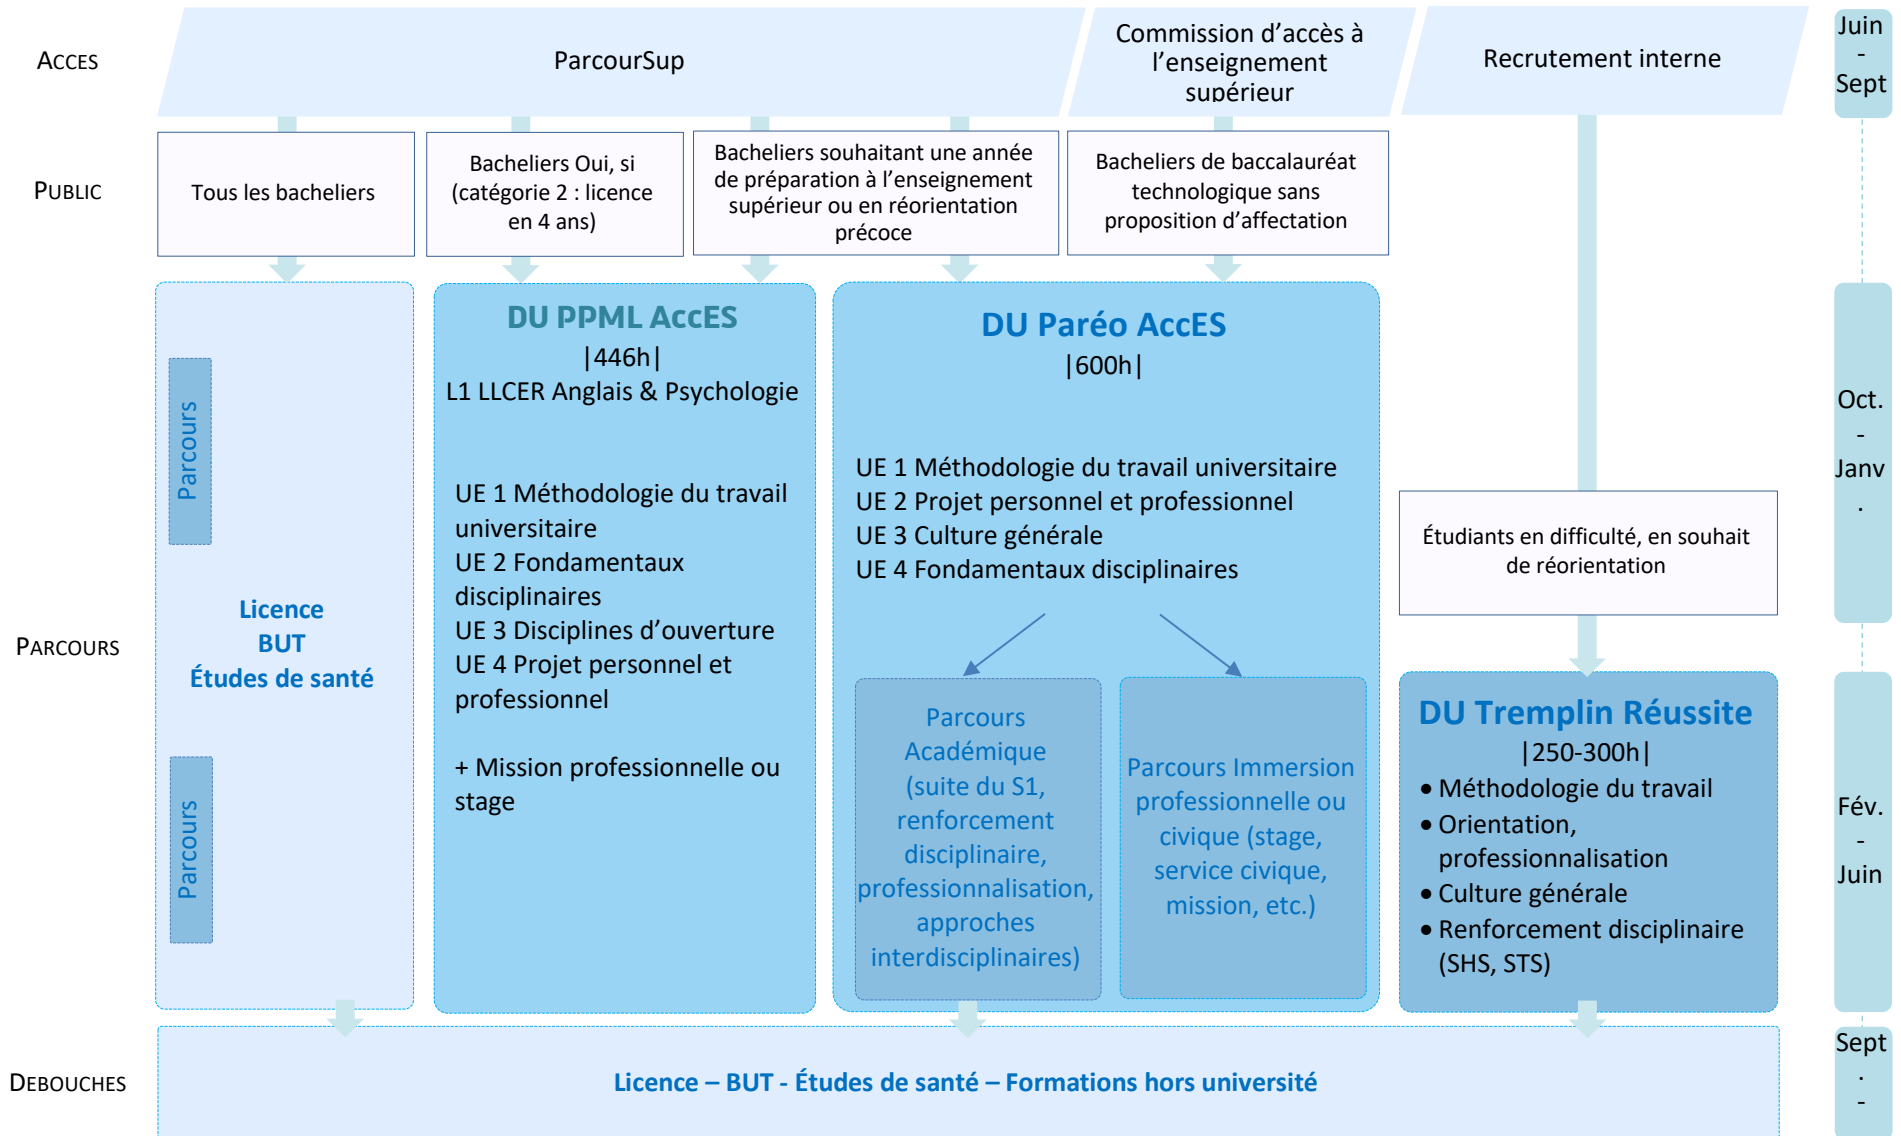 ACCES
ParcourSup
Commission d’accès à
l’enseignement
supérieur
Recrutement interne
Juin
-
Sept
PUBLIC
Tous les bacheliers
Bacheliers Oui, si
(catégorie 2 : licence
en 4 ans)
Bacheliers souhaitant une année
de préparation à l’enseignement
supérieur ou en réorientation
précoce
Bacheliers de baccalauréat
technologique sans
proposition d’affectation
PARCOURS
Parcours
Licence
BUT
Études de santé
Parcours
DU PPML AccES
|446h|
L1 LLCER Anglais & Psychologie
UE 1 Méthodologie du travail
universitaire
UE 2 Fondamentaux
disciplinaires
UE 3 Disciplines d’ouverture
UE 4 Projet personnel et
professionnel
+ Mission professionnelle ou
stage
DU Paréo AccES
|600h|
UE 1 Méthodologie du travail universitaire
UE 2 Projet personnel et professionnel
UE 3 Culture générale
UE 4 Fondamentaux disciplinaires
Parcours
Académique
(suite du S1,
renforcement
disciplinaire,
professionnalisation,
approches
interdisciplinaires)
Parcours Immersion
professionnelle ou
civique (stage,
service civique,
mission, etc.)
Étudiants en difficulté, en souhait
de réorientation
DU Tremplin Réussite
|250-300h|
• Méthodologie du travail
• Orientation,
professionnalisation
• Culture générale
• Renforcement disciplinaire
(SHS, STS)
Oct.
-
Janv
.
Fév.
-
Juin
DEBOUCHES
Licence – BUT - Études de santé – Formations hors université
Sept
.
-